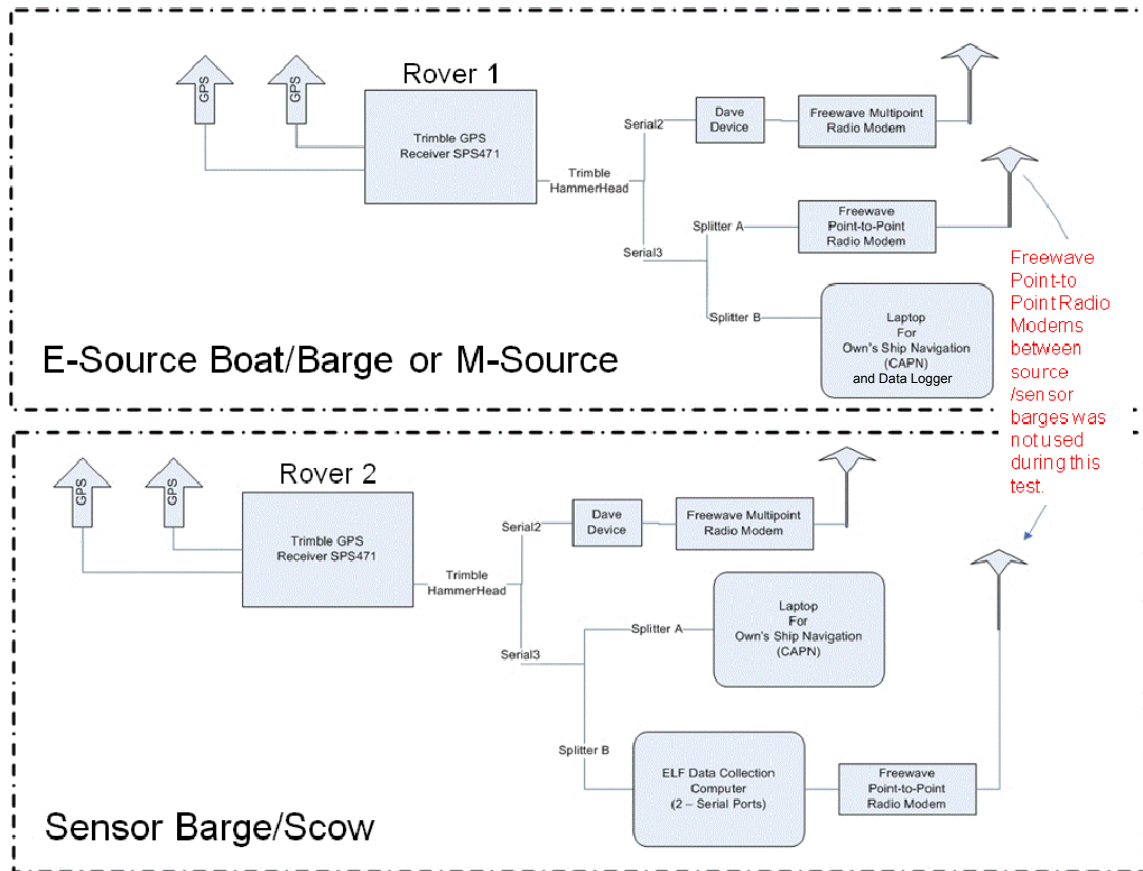 GPS
GPS
Rover 1
Trimble GPS
Receiver SPS471
Trimble
HammerHead
Serial2
Dave
Device
Freewave Multipoint
Radio Modem
Serial3
Splitter A
Freewave
Point-to-Point
Radio Modem
Splitter B
Laptop
For
Own's Ship Navigation
(CAPN)
and Data Logger
E-Source Boat/Barge or M-Source
Freewave
Point-to
Point Radio
Modems
between
source
/sensor
barges was
not used
during this
test.
GPS
GPS
Rover 2
Trimble GPS
Receiver SPS471
Trimble
HammerHead
Serial2
Dave
Device
Freewave Multipoint
Radio Modem
Serial3
Splitter A
Laptop
For
Own's Ship Navigation
(CAPN)
Splitter B
ELF Data Collection
Computer
(2 – Serial Ports)
Freewave
Point-to-Point
Radio Modem
Sensor Barge/Scow